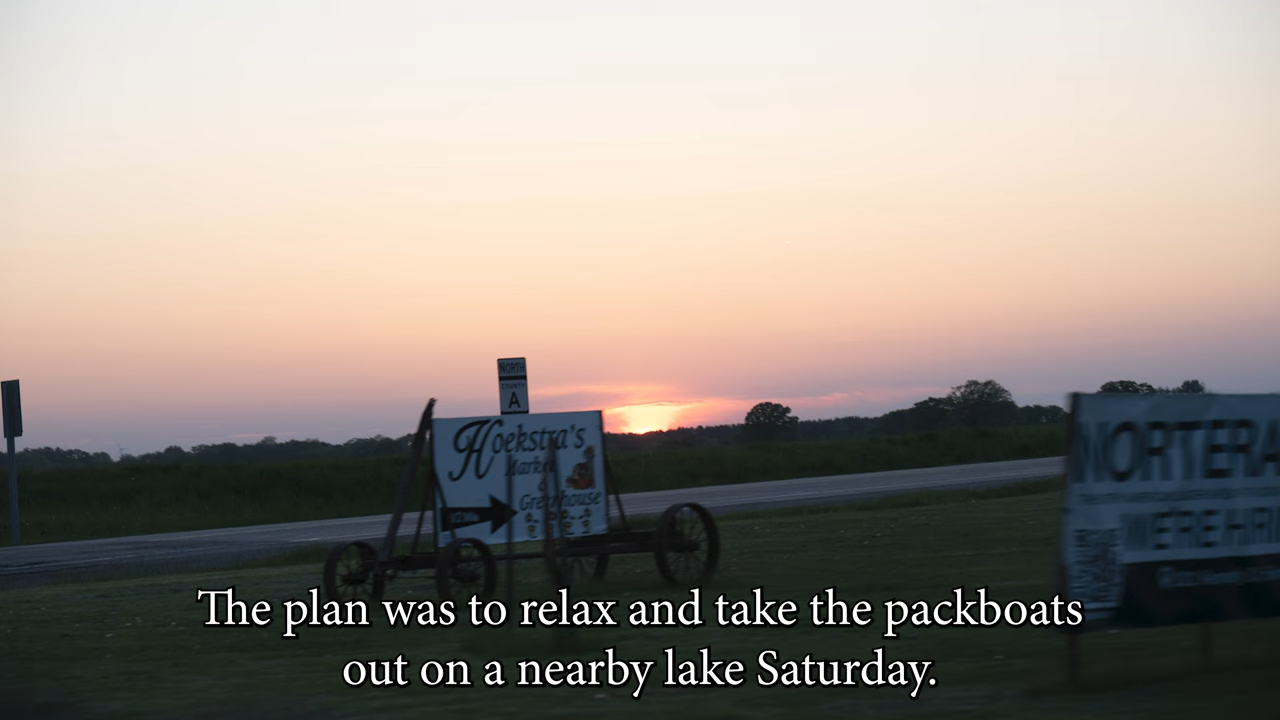 NORTH
COUNTY
A
Hoekstra's
Market
Greenhouse
NORTERA
WE'RE HIRI
The plan was to relax and take the packboats
out on a nearby lake Saturday.